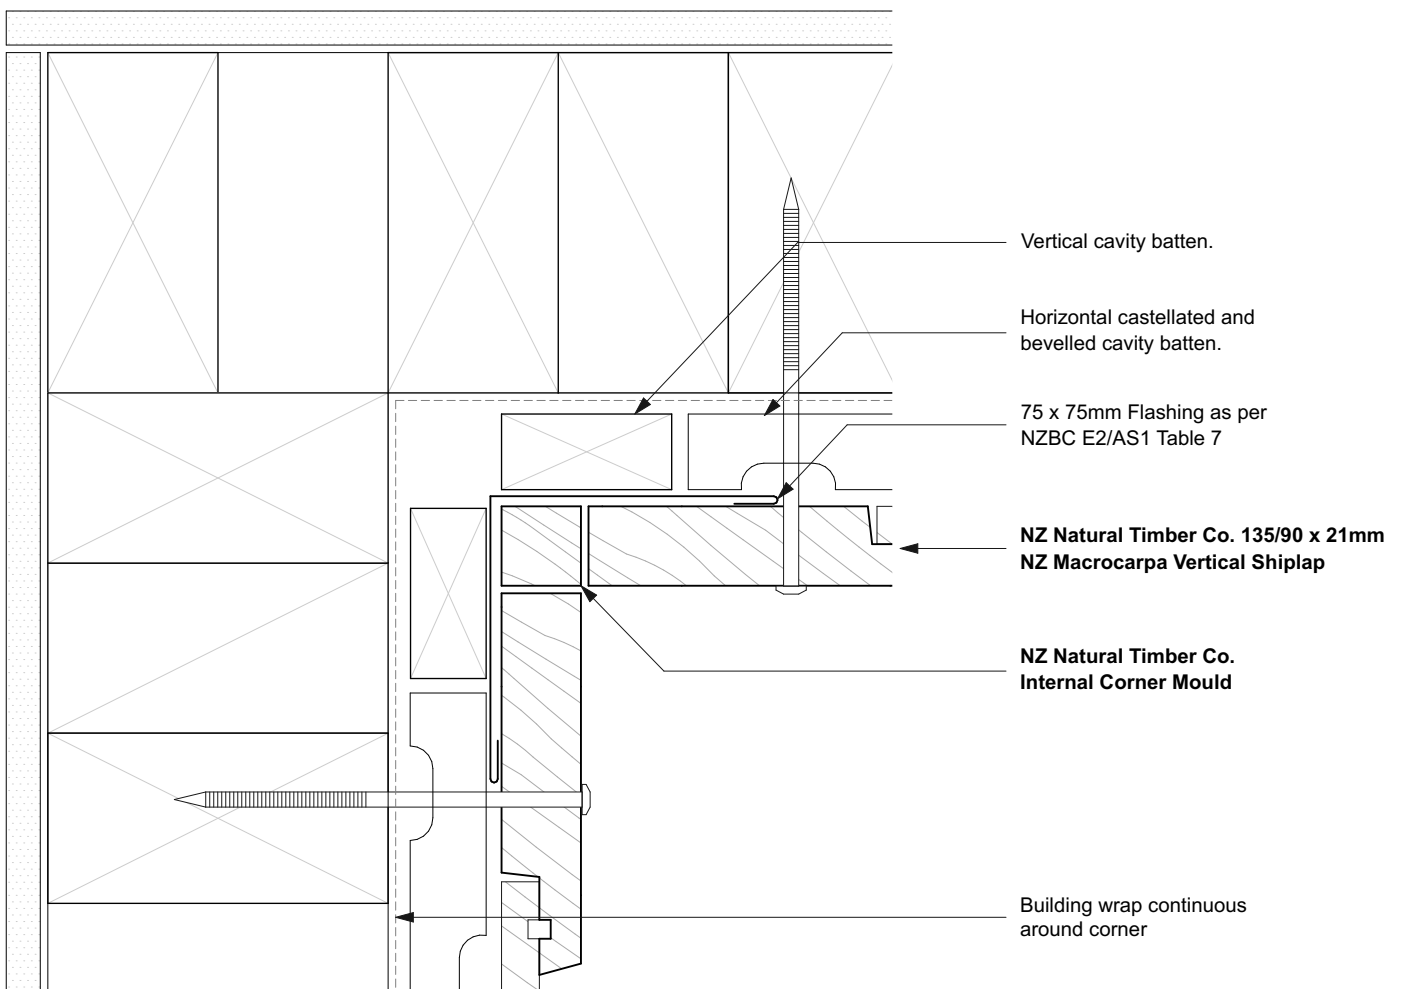 Vertical cavity batten.
Horizontal castellated and
bevelled cavity batten.
75 x 75mm Flashing as per
NZBC E2/AS1 Table 7
NZ Natural Timber Co. 135/90 x 21mm
NZ Macrocarpa Vertical Shiplap
NZ Natural Timber Co.
Internal Corner Mould
Building wrap continuous
around corner